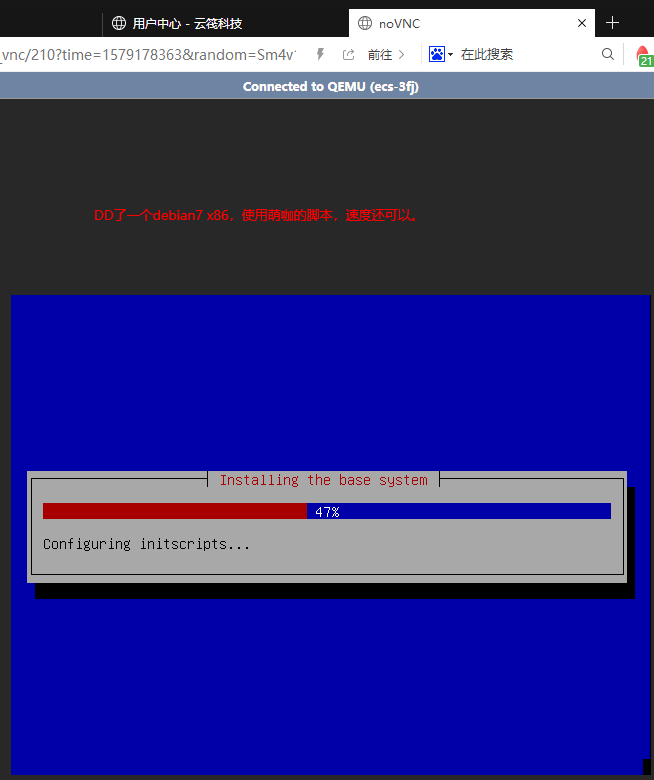 用户中心 - 云筏科技
noVNC
_vnc/210?time=1579178363&random=Sm4v1
前往
在此搜索
21
Connected to QEMU (ecs-3fj)
DD了一个debian7 x86，使用萌咖的脚本，速度还可以。
Installing the base system
47%
Configuring initscripts...